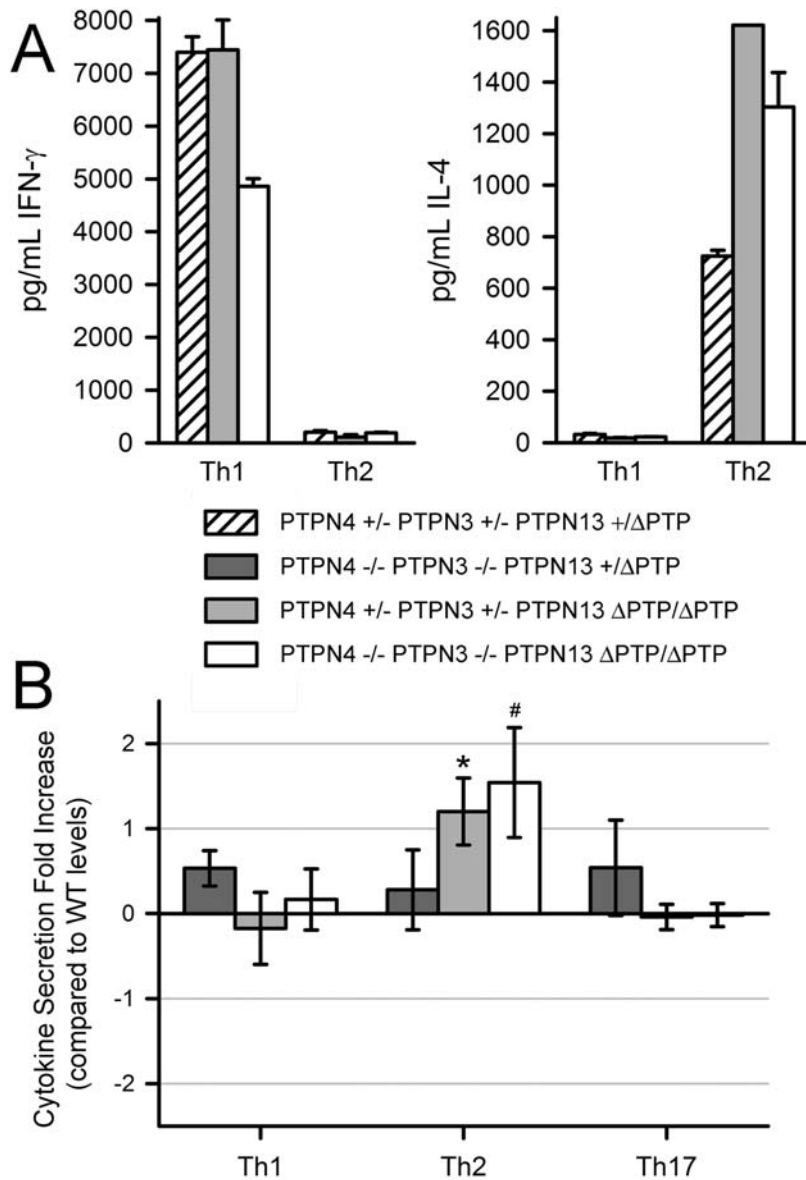 A
8000
7000
6000
5000
4000
3000
2000
1000
0
pg/mL IFN-γ
Th1 Th2
1600
1400
1200
1000
800
600
400
200
0
pg/mL IL-4
Th1 Th2
PTPN4 +/- PTPN3 +/- PTPN13 +/ΔPTP
PTPN4 -/- PTPN3 -/- PTPN13 +/ΔPTP
PTPN4 +/- PTPN3 +/- PTPN13 ΔPTP/ΔPTP
PTPN4 -/- PTPN3 -/- PTPN13 ΔPTP/ΔPTP
B
Cytokine Secretion Fold Increase
(compared to WT levels)
2
1
0
-1
-2
* #
Th1 Th2 Th17